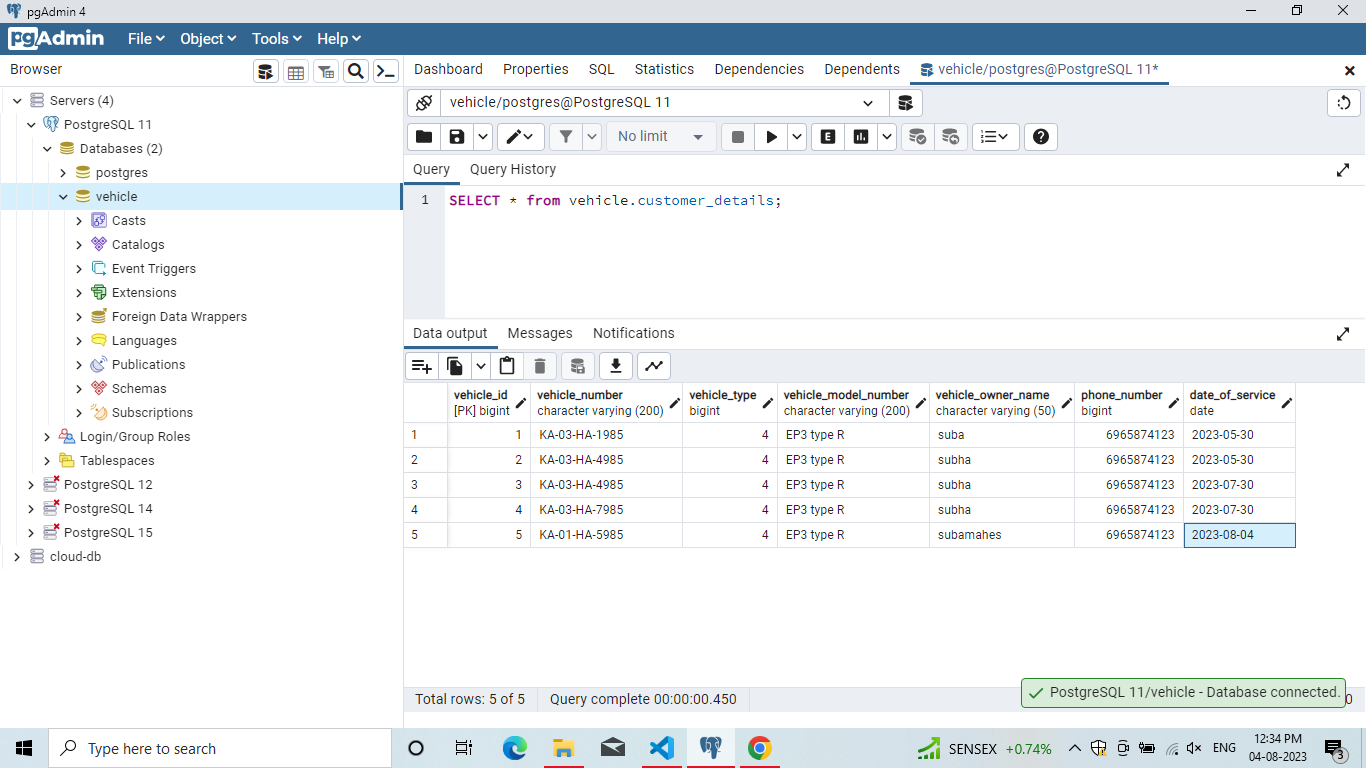 pgAdmin 4
pgAdmin File Object Tools Help
Browser
Dashboard Properties SQL Statistics Dependencies Dependents vehicle/postgres@PostgreSQL 11*
Servers (4)
PostgreSQL 11
Databases (2)
postgres
vehicle
Casts
Catalogs
Event Triggers
Extensions
Foreign Data Wrappers
Languages
Publications
Schemas
Subscriptions
Login/Group Roles
Tablespaces
PostgreSQL 12
PostgreSQL 14
PostgreSQL 15
cloud-db
vehicle/postgres@PostgreSQL 11
No limit E
Query Query History
1 SELECT * from vehicle.customer_details;
Data output Messages Notifications
vehicle_id vehicle_number vehicle_type vehicle_model_number vehicle_owner_name phone_number date_of_service
[PK] bigint character varying (200) bigint character varying (200) character varying (50) bigint date
1 1 KA-03-HA-1985 4 EP3 type R suba 6965874123 2023-05-30
2 2 KA-03-HA-4985 4 EP3 type R subha 6965874123 2023-05-30
3 3 KA-03-HA-4985 4 EP3 type R subha 6965874123 2023-07-30
4 4 KA-03-HA-7985 4 EP3 type R subha 6965874123 2023-07-30
5 5 KA-01-HA-5985 4 EP3 type R subamahes 6965874123 2023-08-04
Total rows: 5 of 5 Query complete 00:00:00.450
PostgreSQL 11/vehicle - Database connected.
Type here to search
SENSEX +0.74%
ENG
12:34 PM
04-08-2023
3